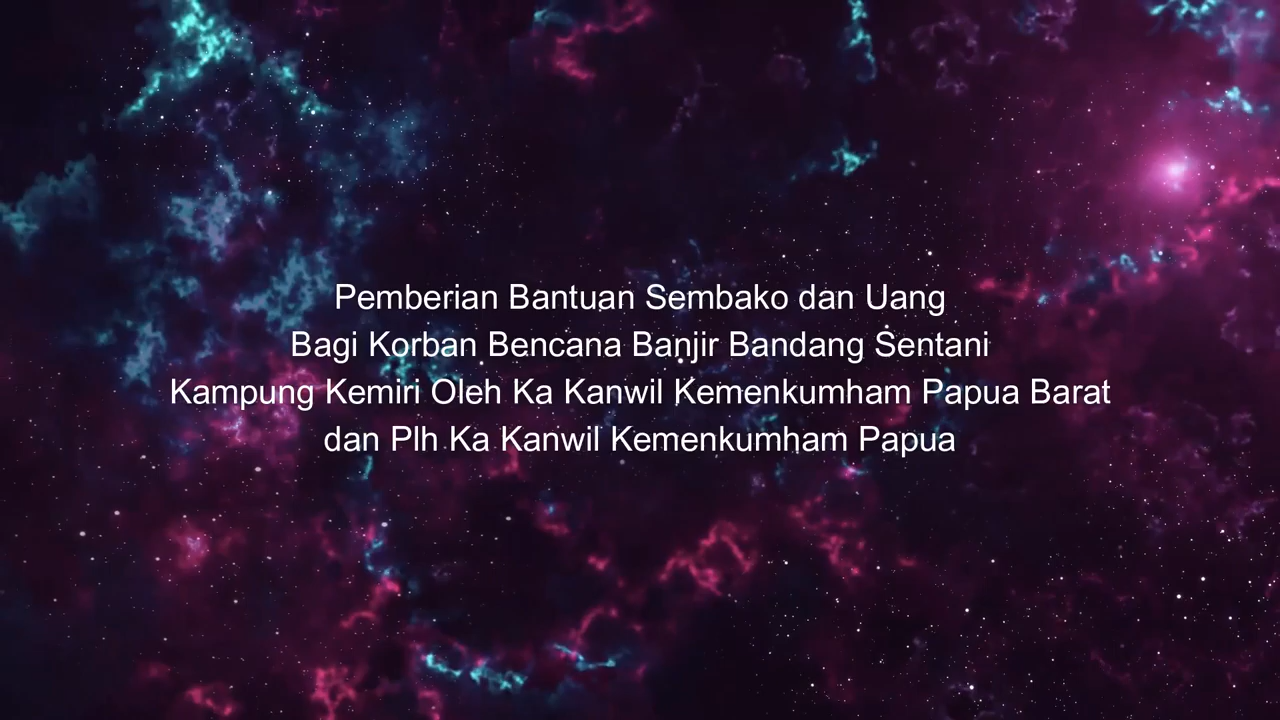 Pemberian Bantuan Sembako dan Uang
Bagi Korban Bencana Banjir Bandang Sentani
Kampung Kemiri Oleh Ka Kanwil Kemenkumham Papua Barat
dan Plh Ka Kanwil Kemenkumham Papua